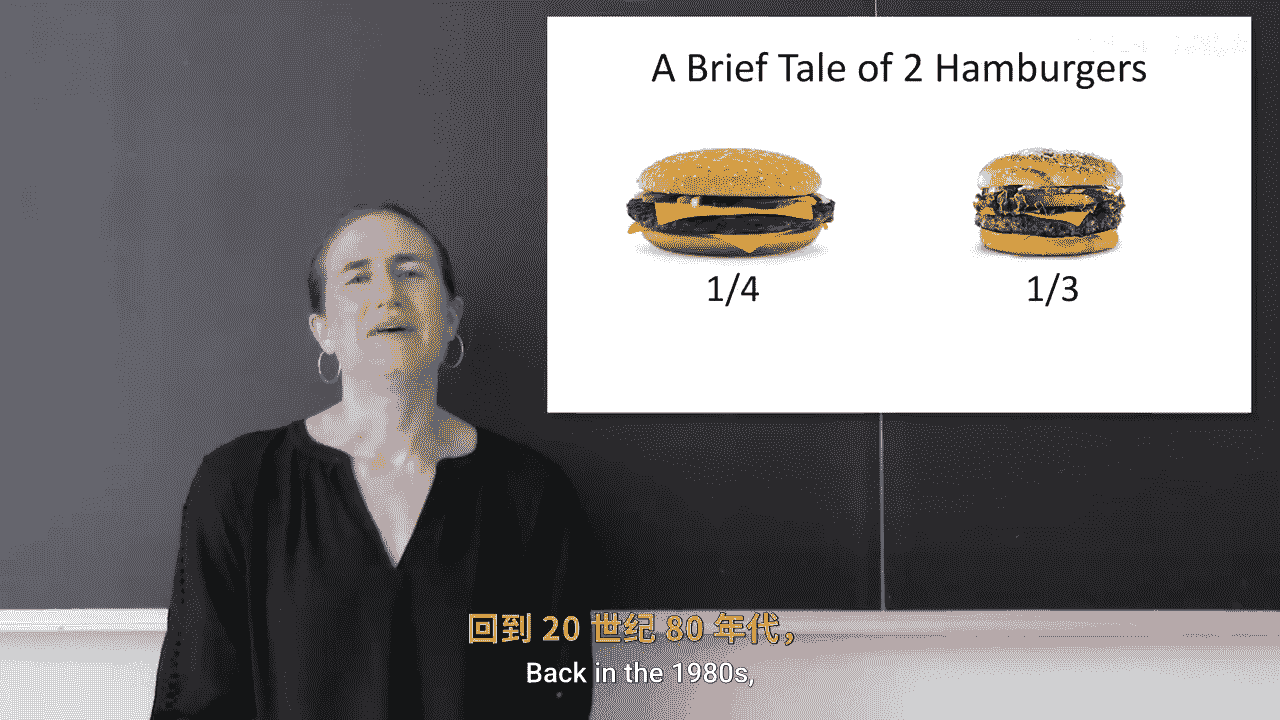 A Brief Tale of 2 Hamburgers
1/4
1/3
回到 20 世纪 80 年代，
Back in the 1980s,